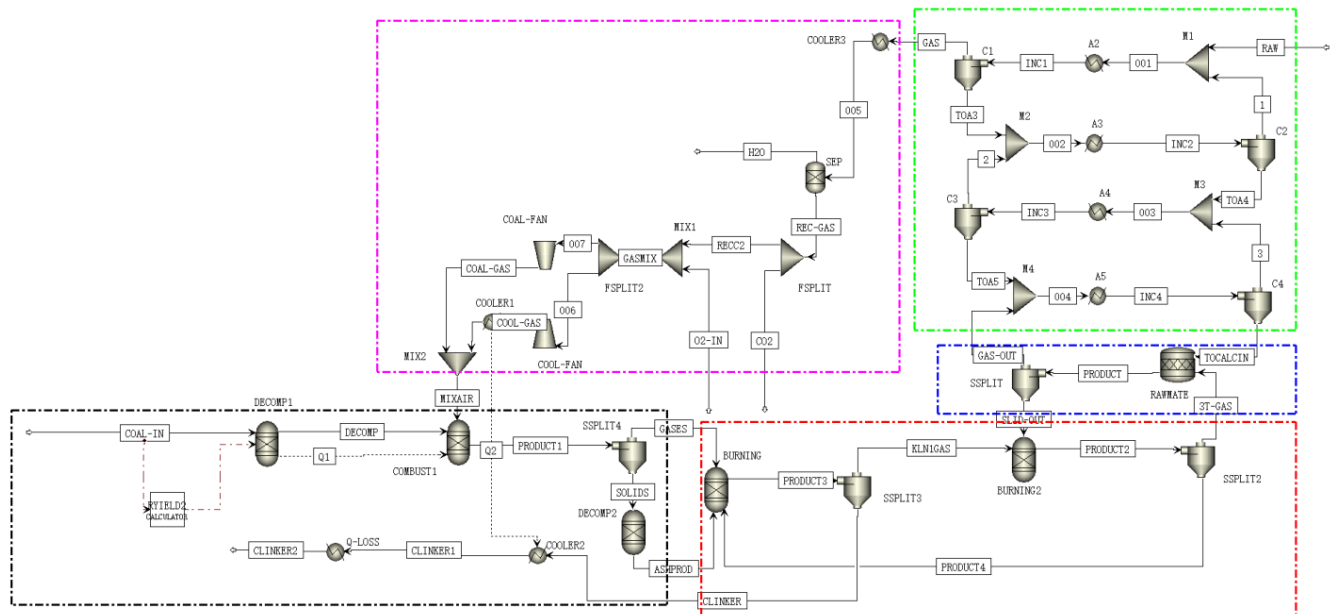 COOLER3
GAS
C1
INC1
A2
001
M1
RAW
005
TOA3
M2
002
A3
INC2
1
C2
H2O
SEP
2
C3
INC3
A4
003
M3
TOA4
REC-GAS
COAL-FAN
007
GASMIX
MIX1
RECC2
FSPLIT2
FSPLIT
COAL-GAS
COOLER1
COOL-GAS
006
COOL-FAN
TOA5
M4
004
A5
INC4
3
C4
MIX2
O2-IN
CO2
GAS-OUT
SSPLIT
PRODUCT
RAWMATE
TOCALCIN
3T-GAS
MIXAIR
SLID-OUT
DECOMP1
COAL-IN
DECOMP
Q1
COMBUST1
Q2
PRODUCT1
SSPLIT4
GASES
BURNING
PRODUCT3
KLN1GAS
SSPLIT3
BURNING2
PRODUCT2
SSPLIT2
RYIELD2
CALCULATOR
SOLIDS
DECOMP2
CLINKER2
Q-LOSS
CLINKER1
COOLER2
ASHPROD
PRODUCT4
CLINKER